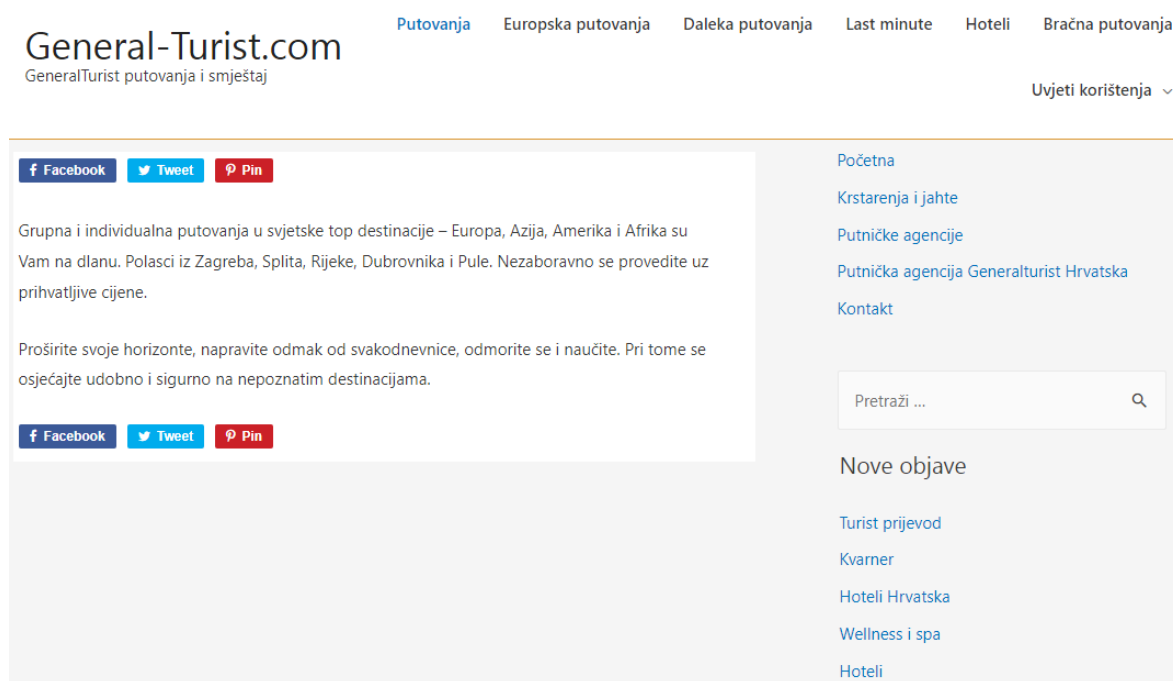 General-Turist.com
GeneralTurist putovanja i smještaj
Putovanja Europska putovanja Daleka putovanja Last minute Hoteli Bračna putovanja
Uvjeti korištenja
Facebook Tweet Pin
Grupna i individualna putovanja u svjetske top destinacije – Europa, Azija, Amerika i Afrika su
Vam na dlanu. Polasci iz Zagreba, Splita, Rijeke, Dubrovnika i Pule. Nezaboravno se provedite uz
prihvatljive cijene.
Proširite svoje horizonte, napravite odmak od svakodnevnice, odmorite se i naučite. Pri tome se
osjećajte udobno i sigurno na nepoznatim destinacijama.
Facebook Tweet Pin
Početna
Krstarenja i jahte
Putničke agencije
Putnička agencija Generalturist Hrvatska
Kontakt
Pretraži ...
Nove objave
Turist prijevod
Kvarner
Hoteli Hrvatska
Wellness i spa
Hoteli